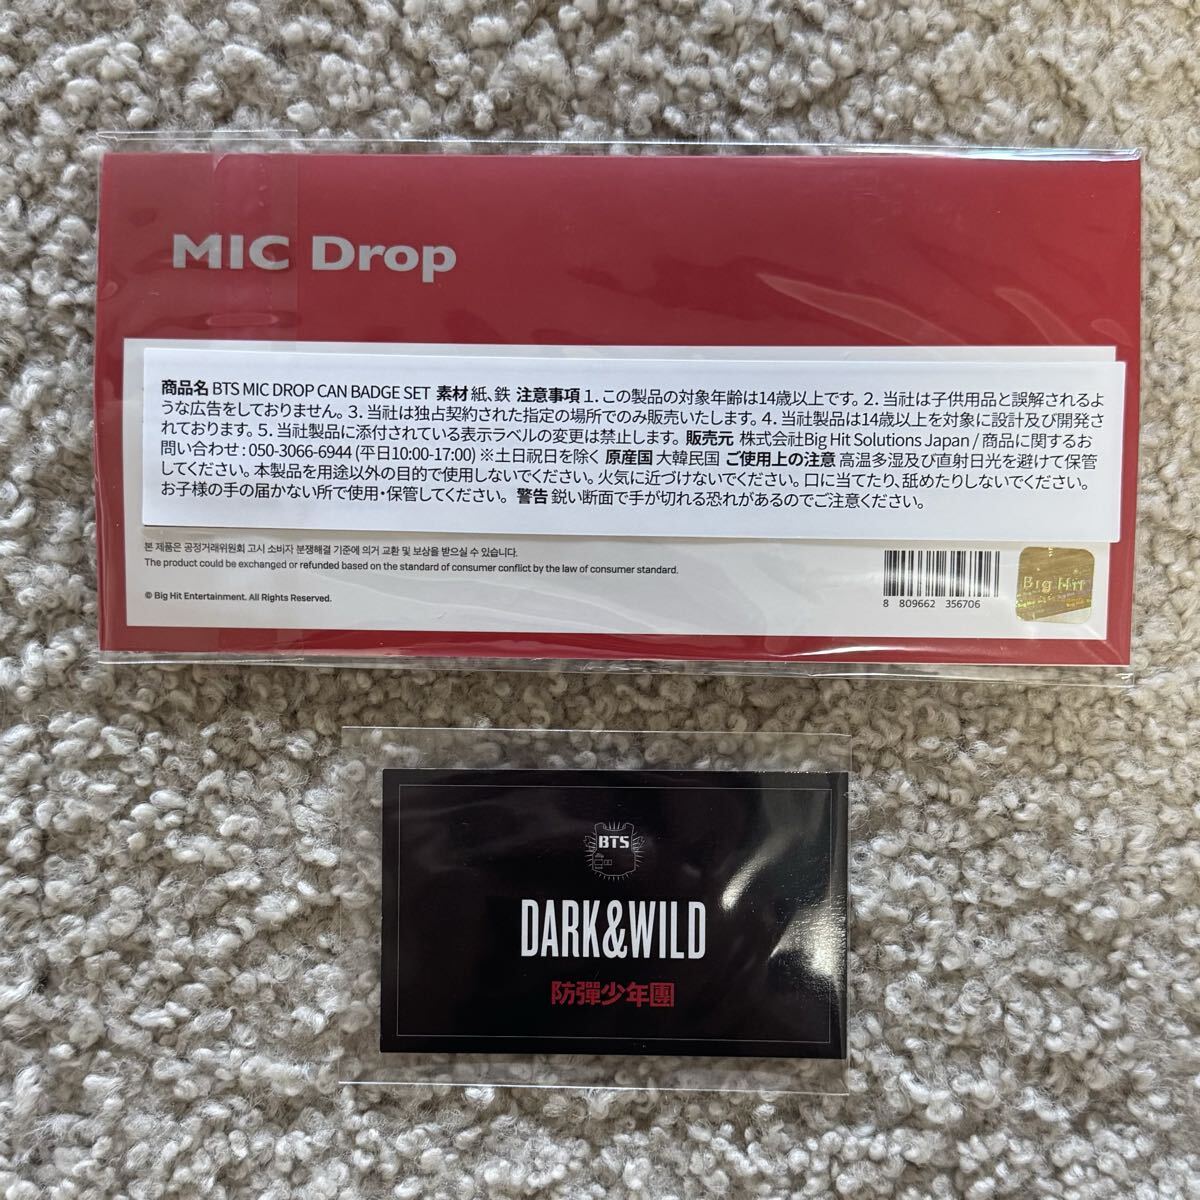 MIC Drop
商品名 BTS MIC DROP CAN BADGE SET 素材 紙、鉄 注意事項 1. この製品の対象年齢は14歳以上です。2. 当社は子供用品と誤解されるよ
うな広告をしておりません。3. 当社は独占契約された指定の場所でのみ販売いたします。4. 当社製品は14歳以上を対象に設計及び開発さ
れております。5. 当社製品に添付されている表示ラベルの変更は禁止します。販売元 株式会社Big Hit Solutions Japan / 商品に関するお
問い合わせ : 050-3066-6944 (平日10:00-17:00) ※土日祝日を除く 原産国 大韓民国 ご使用上の注意 高温多湿及び直射日光を避けて保管
してください。本製品を用途以外の目的で使用しないでください。火気に近づけないでください。口に当てたり、舐めたりしないでください。
お子様の手の届かない所で使用・保管してください。 警告 鋭い断面で手が切れる恐れがあるのでご注意ください。
본 제품은 공정거래위원회 고시 소비자 분쟁해결 기준에 의거 교환 및 보상을 받으실 수 있습니다.
The product could be exchanged or refunded based on the standard of consumer conflict by the law of consumer standard.
© Big Hit Entertainment. All Rights Reserved.
8 809662 356706
Big Hit
BTS
DARK&WILD
防彈少年團